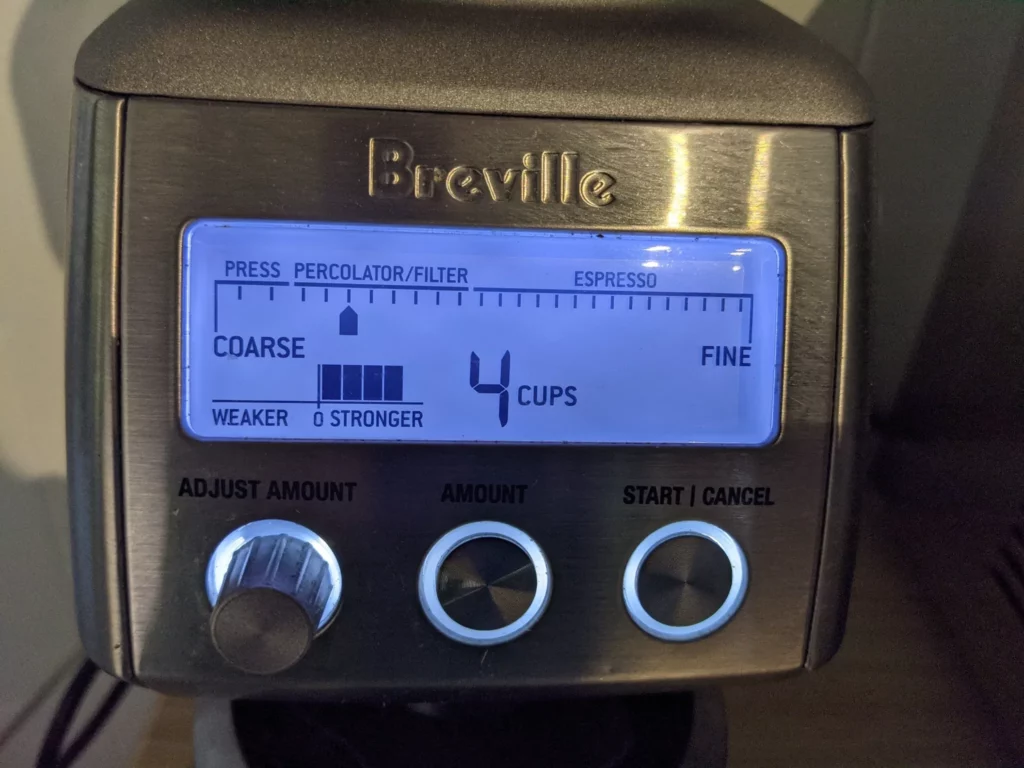 Breville
PRESS PERCOLATOR/FILTER ESPRESSO
COARSE FINE
4 CUPS
WEAKER 0 STRONGER
ADJUST AMOUNT AMOUNT START | CANCEL